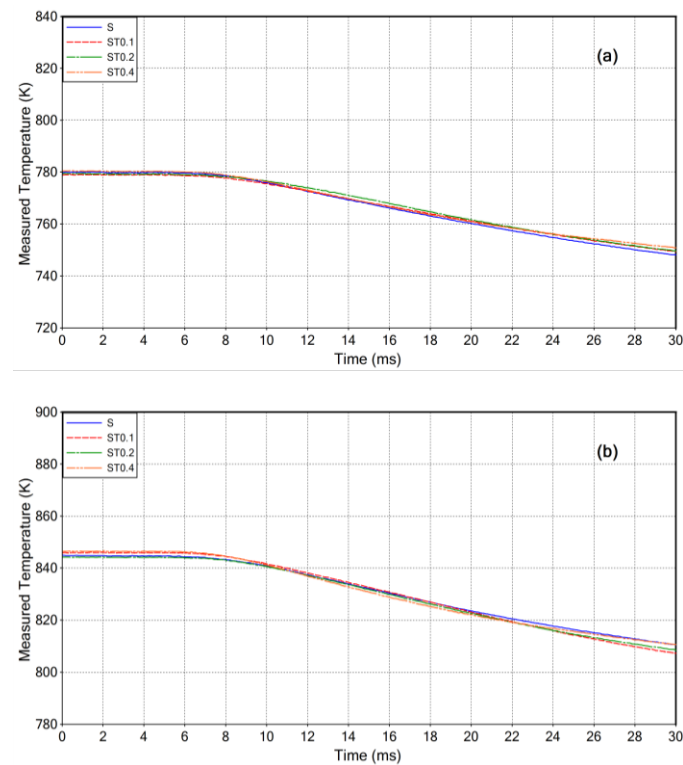 840
820
800
780
760
740
720
Measured Temperature (K)
S
ST0.1
ST0.2
ST0.4
(a)
0 2 4 6 8 10 12 14 16 18 20 22 24 26 28 30
Time (ms)
900
880
860
840
820
800
780
Measured Temperature (K)
S
ST0.1
ST0.2
ST0.4
(b)
0 2 4 6 8 10 12 14 16 18 20 22 24 26 28 30
Time (ms)